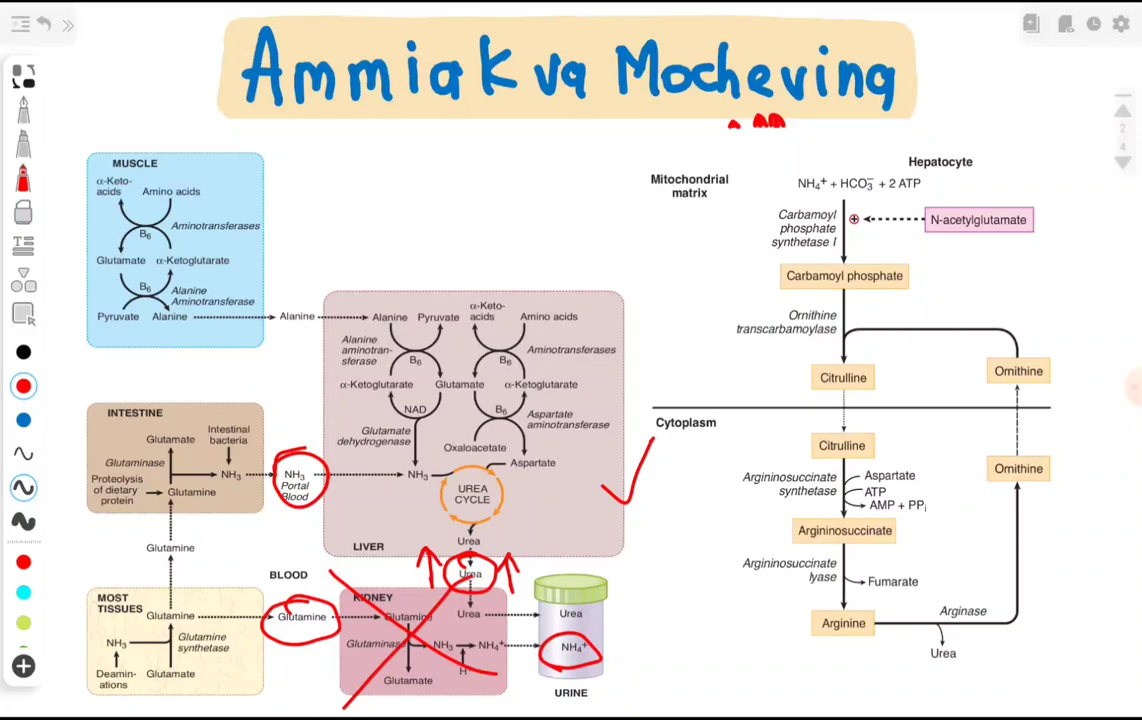 Ammiak va Mocheving
MUSCLE
α-Keto-
acids
Amino acids
Aminotransferases
B6
Glutamate
α-Ketoglutarate
B6
Alanine
Aminotransferase
Pyruvate
Alanine
Alanine
INTESTINE
Glutamate
Intestinal
bacteria
Glutaminase
NH3
Proteolysis
of dietary
protein
Glutamine
NH3
Portal
Blood
Glutamine
MOST
TISSUES
Glutamine
NH3
Glutamine
synthetase
Deamin-
ations
Glutamate
BLOOD
Glutamine
Alanine
Pyruvate
α-Keto-
acids
Amino acids
Alanine
aminotran-
sferase
B6
B6
Aminotransferases
α-Ketoglutarate
Glutamate
α-Ketoglutarate
NAD
B6
Aspartate
aminotransferase
Glutamate
dehydrogenase
Oxaloacetate
NH3
Aspartate
UREA
CYCLE
LIVER
Urea
Urea
KIDNEY
Glutamine
Urea
Glutaminase
NH3
NH4+
H+
Glutamate
Urea
NH4+
URINE
Mitochondrial
matrix
Hepatocyte
NH4+ + HCO3− + 2 ATP
Carbamoyl
phosphate
synthetase I
N-acetylglutamate
Carbamoyl phosphate
Ornithine
transcarbamoylase
Citrulline
Ornithine
Cytoplasm
Citrulline
Ornithine
Argininosuccinate
synthetase
Aspartate
ATP
AMP + PPi
Argininosuccinate
Argininosuccinate
lyase
Fumarate
Arginine
Arginase
Urea
2
4